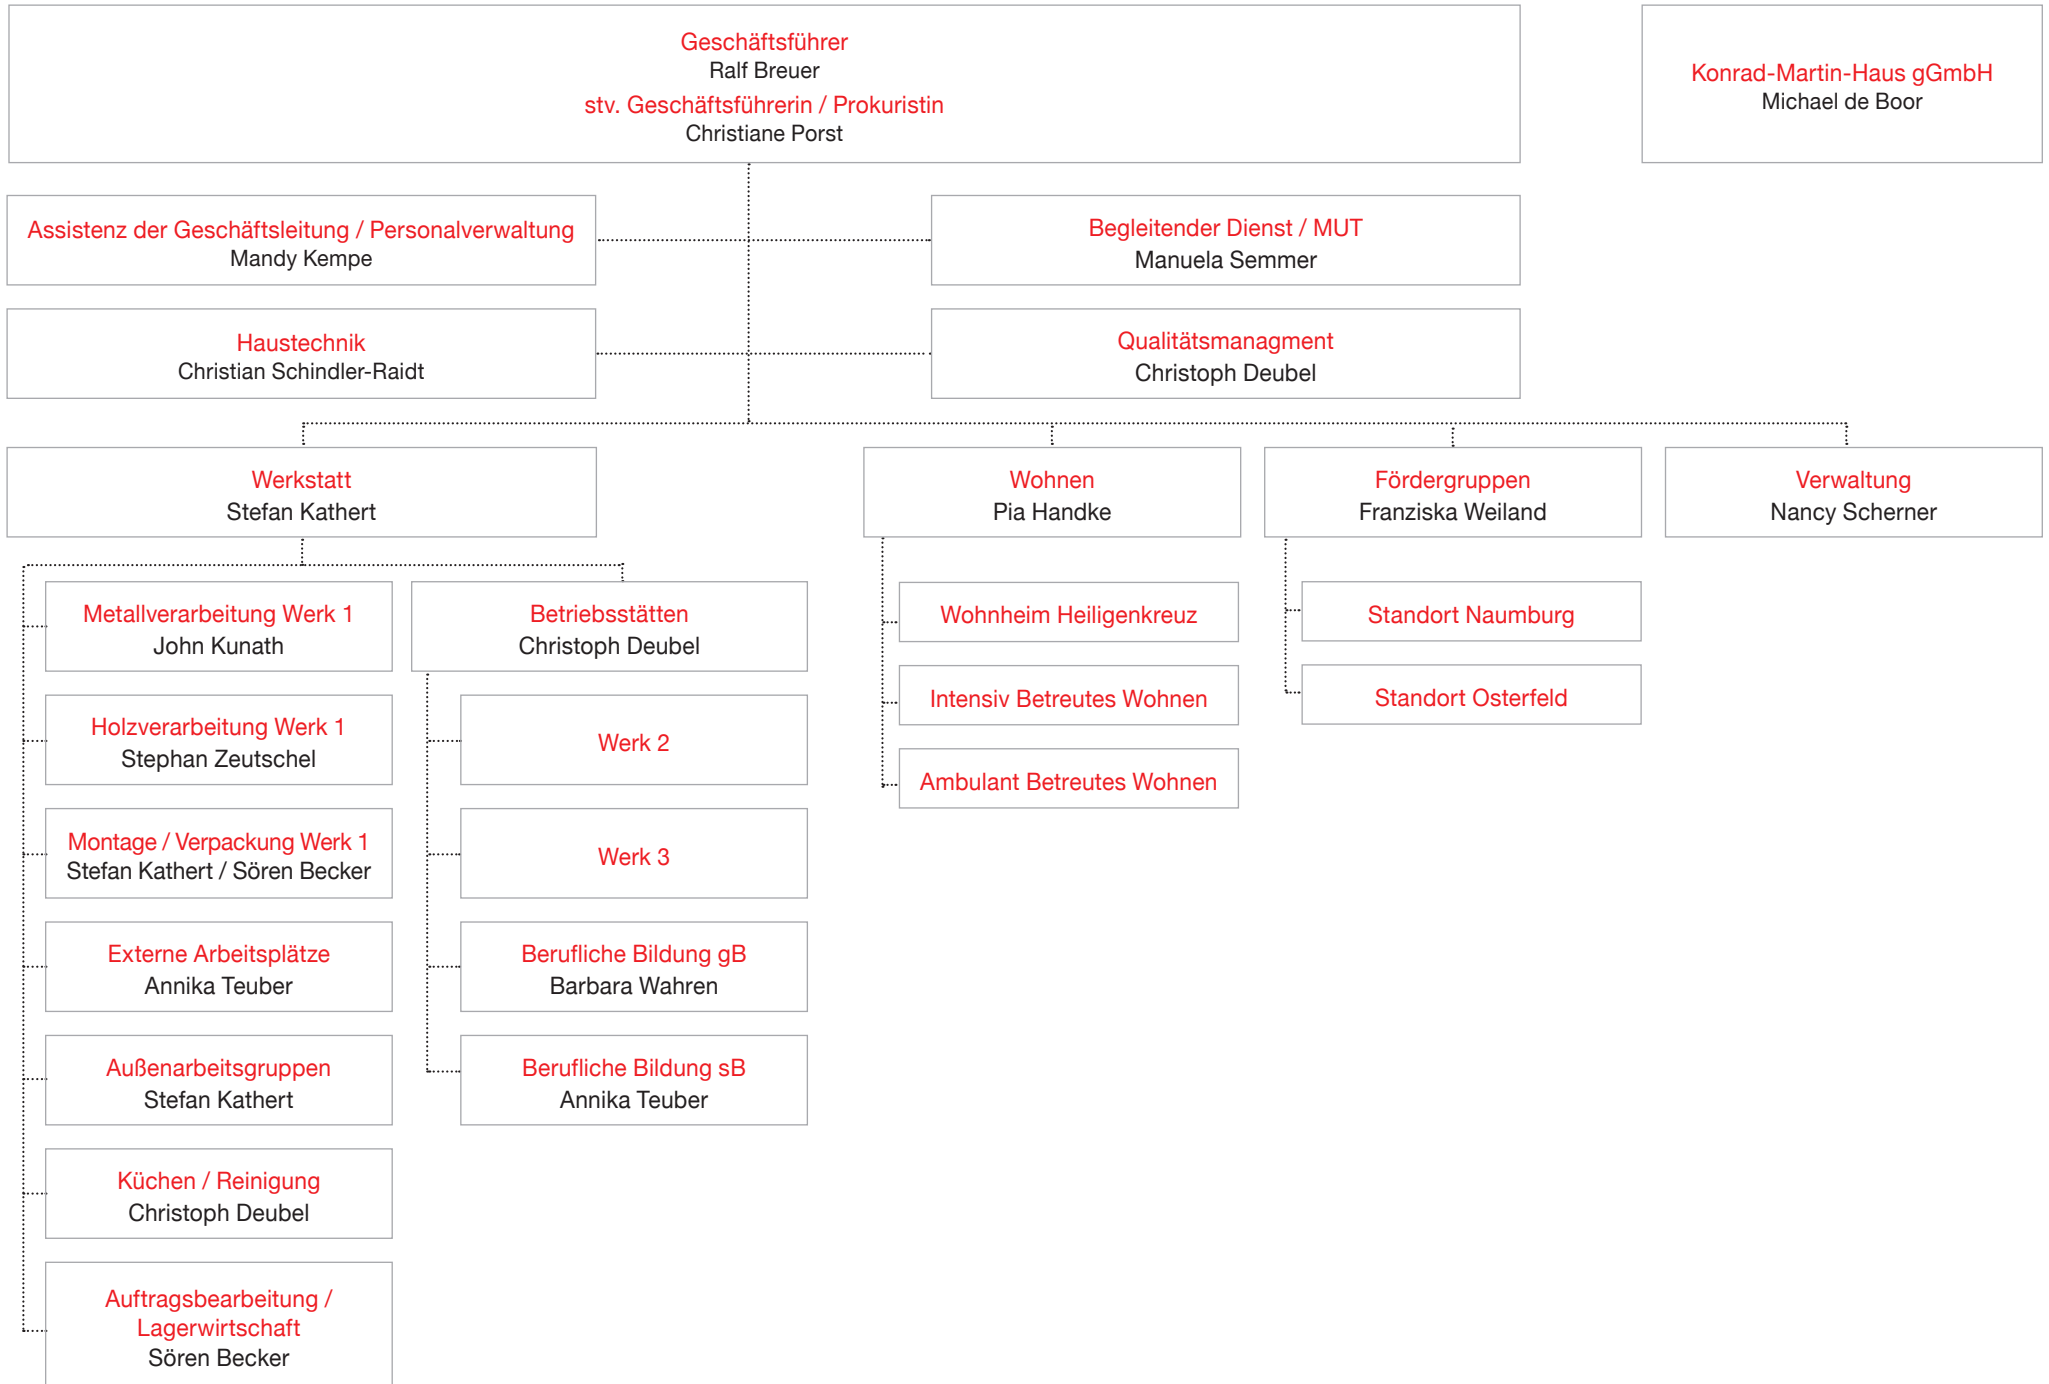 Geschäftsführer
Ralf Breuer
stv. Geschäftsführerin / Prokuristin
Christiane Porst
Konrad-Martin-Haus gGmbH
Michael de Boor
Assistenz der Geschäftsleitung / Personalverwaltung
Mandy Kempe
Begleitender Dienst / MUT
Manuela Semmer
Haustechnik
Christian Schindler-Raidt
Qualitätsmanagment
Christoph Deubel
Werkstatt
Stefan Kathert
Wohnen
Pia Handke
Fördergruppen
Franziska Weiland
Verwaltung
Nancy Scherner
Metallverarbeitung Werk 1
John Kunath
Holzverarbeitung Werk 1
Stephan Zeutschel
Montage / Verpackung Werk 1
Stefan Kathert / Sören Becker
Externe Arbeitsplätze
Annika Teuber
Außenarbeitsgruppen
Stefan Kathert
Küchen / Reinigung
Christoph Deubel
Auftragsbearbeitung /
Lagerwirtschaft
Sören Becker
Betriebsstätten
Christoph Deubel
Werk 2
Werk 3
Berufliche Bildung gB
Barbara Wahren
Berufliche Bildung sB
Annika Teuber
Wohnheim Heiligenkreuz
Intensiv Betreutes Wohnen
Ambulant Betreutes Wohnen
Standort Naumburg
Standort Osterfeld